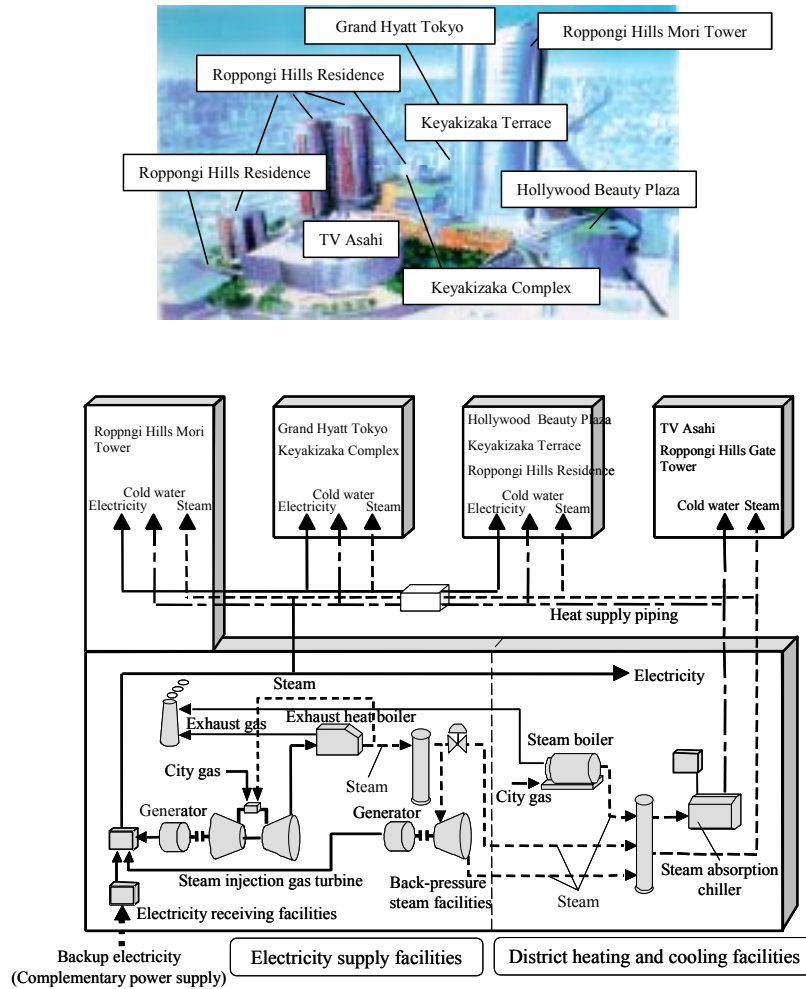 Grand Hyatt Tokyo
Roppongi Hills Mori Tower
Roppongi Hills Residence
Keyakizaka Terrace
Roppongi Hills Residence
Hollywood Beauty Plaza
TV Asahi
Keyakizaka Complex
Roppngi Hills Mori
Tower
Cold water
Electricity
Steam
Grand Hyatt Tokyo
Keyakizaka Complex
Cold water
Electricity
Steam
Hollywood Beauty Plaza
Keyakizaka Terrace
Roppongi Hills Residence
Cold water
Electricity
Steam
TV Asahi
Roppongi Hills Gate
Tower
Cold water
Steam
Heat supply piping
Steam
Electricity
Exhaust gas
Exhaust heat boiler
Steam boiler
City gas
Steam
City gas
Generator
Generator
Steam injection gas turbine
Back-pressure
steam facilities
Steam
Steam absorption
chiller
Electricity receiving facilities
Backup electricity
(Complementary power supply)
Electricity supply facilities
District heating and cooling facilities